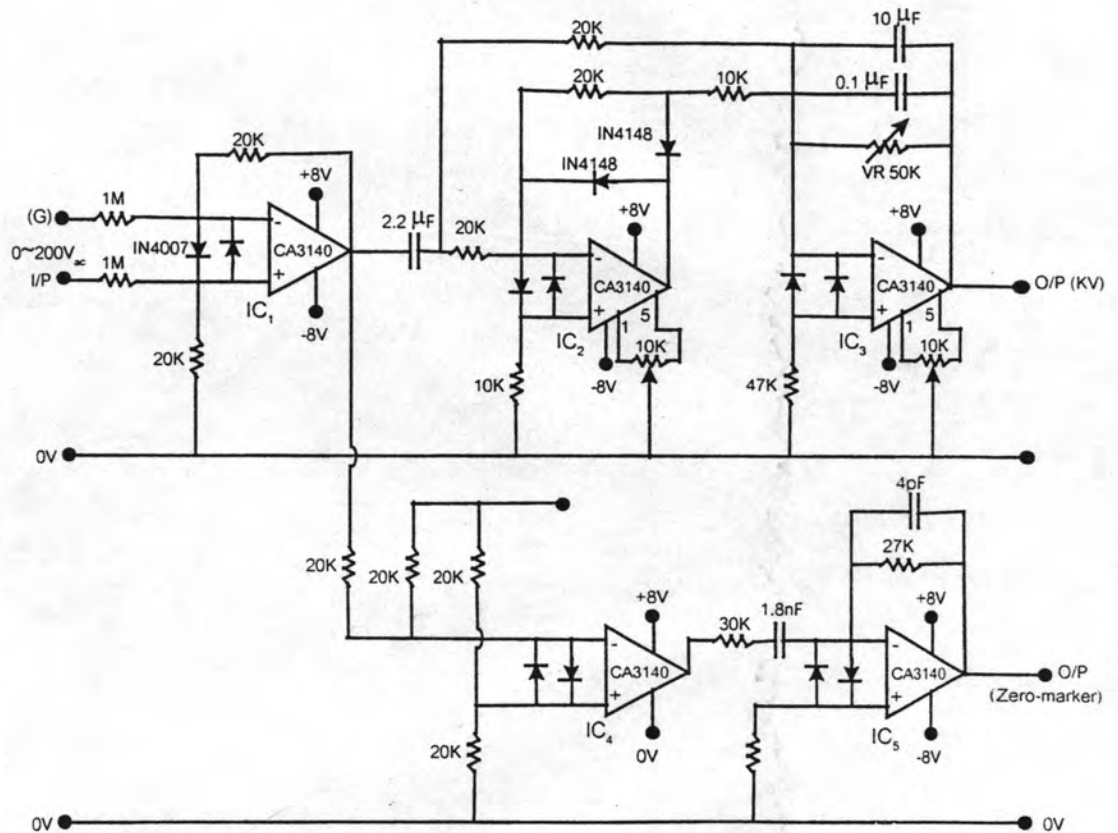 20K
10 μF
20K
10K
0.1 μF
20K
IN4148
IN4148
VR 50K
+8V
(G)
1M
2.2 μF
20K
+8V
+8V
0~200Vac
IN4007
-
CA3140
+
-
CA3140
+
-
CA3140
+
O/P (KV)
I/P
1M
IC1
-8V
1
5
1
5
IC2
10K
IC3
10K
20K
-8V
-8V
10K
47K
0V
4pF
27K
20K
20K
20K
+8V
+8V
30K
1.8nF
-
CA3140
+
-
CA3140
+
O/P
(Zero-marker)
IC4
IC5
20K
0V
-8V
0V
0V